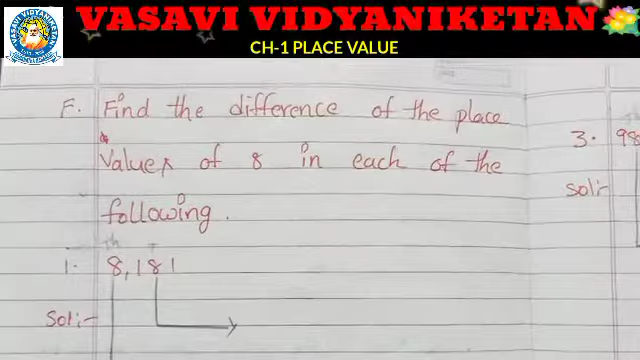 VASAVI VIDYANIKETAN
CH-1 PLACE VALUE
F. Find the difference of the place
Values of 8 in each of the
following.
Th T
1. 8,181
Sol:-
3. 98
Sol:-